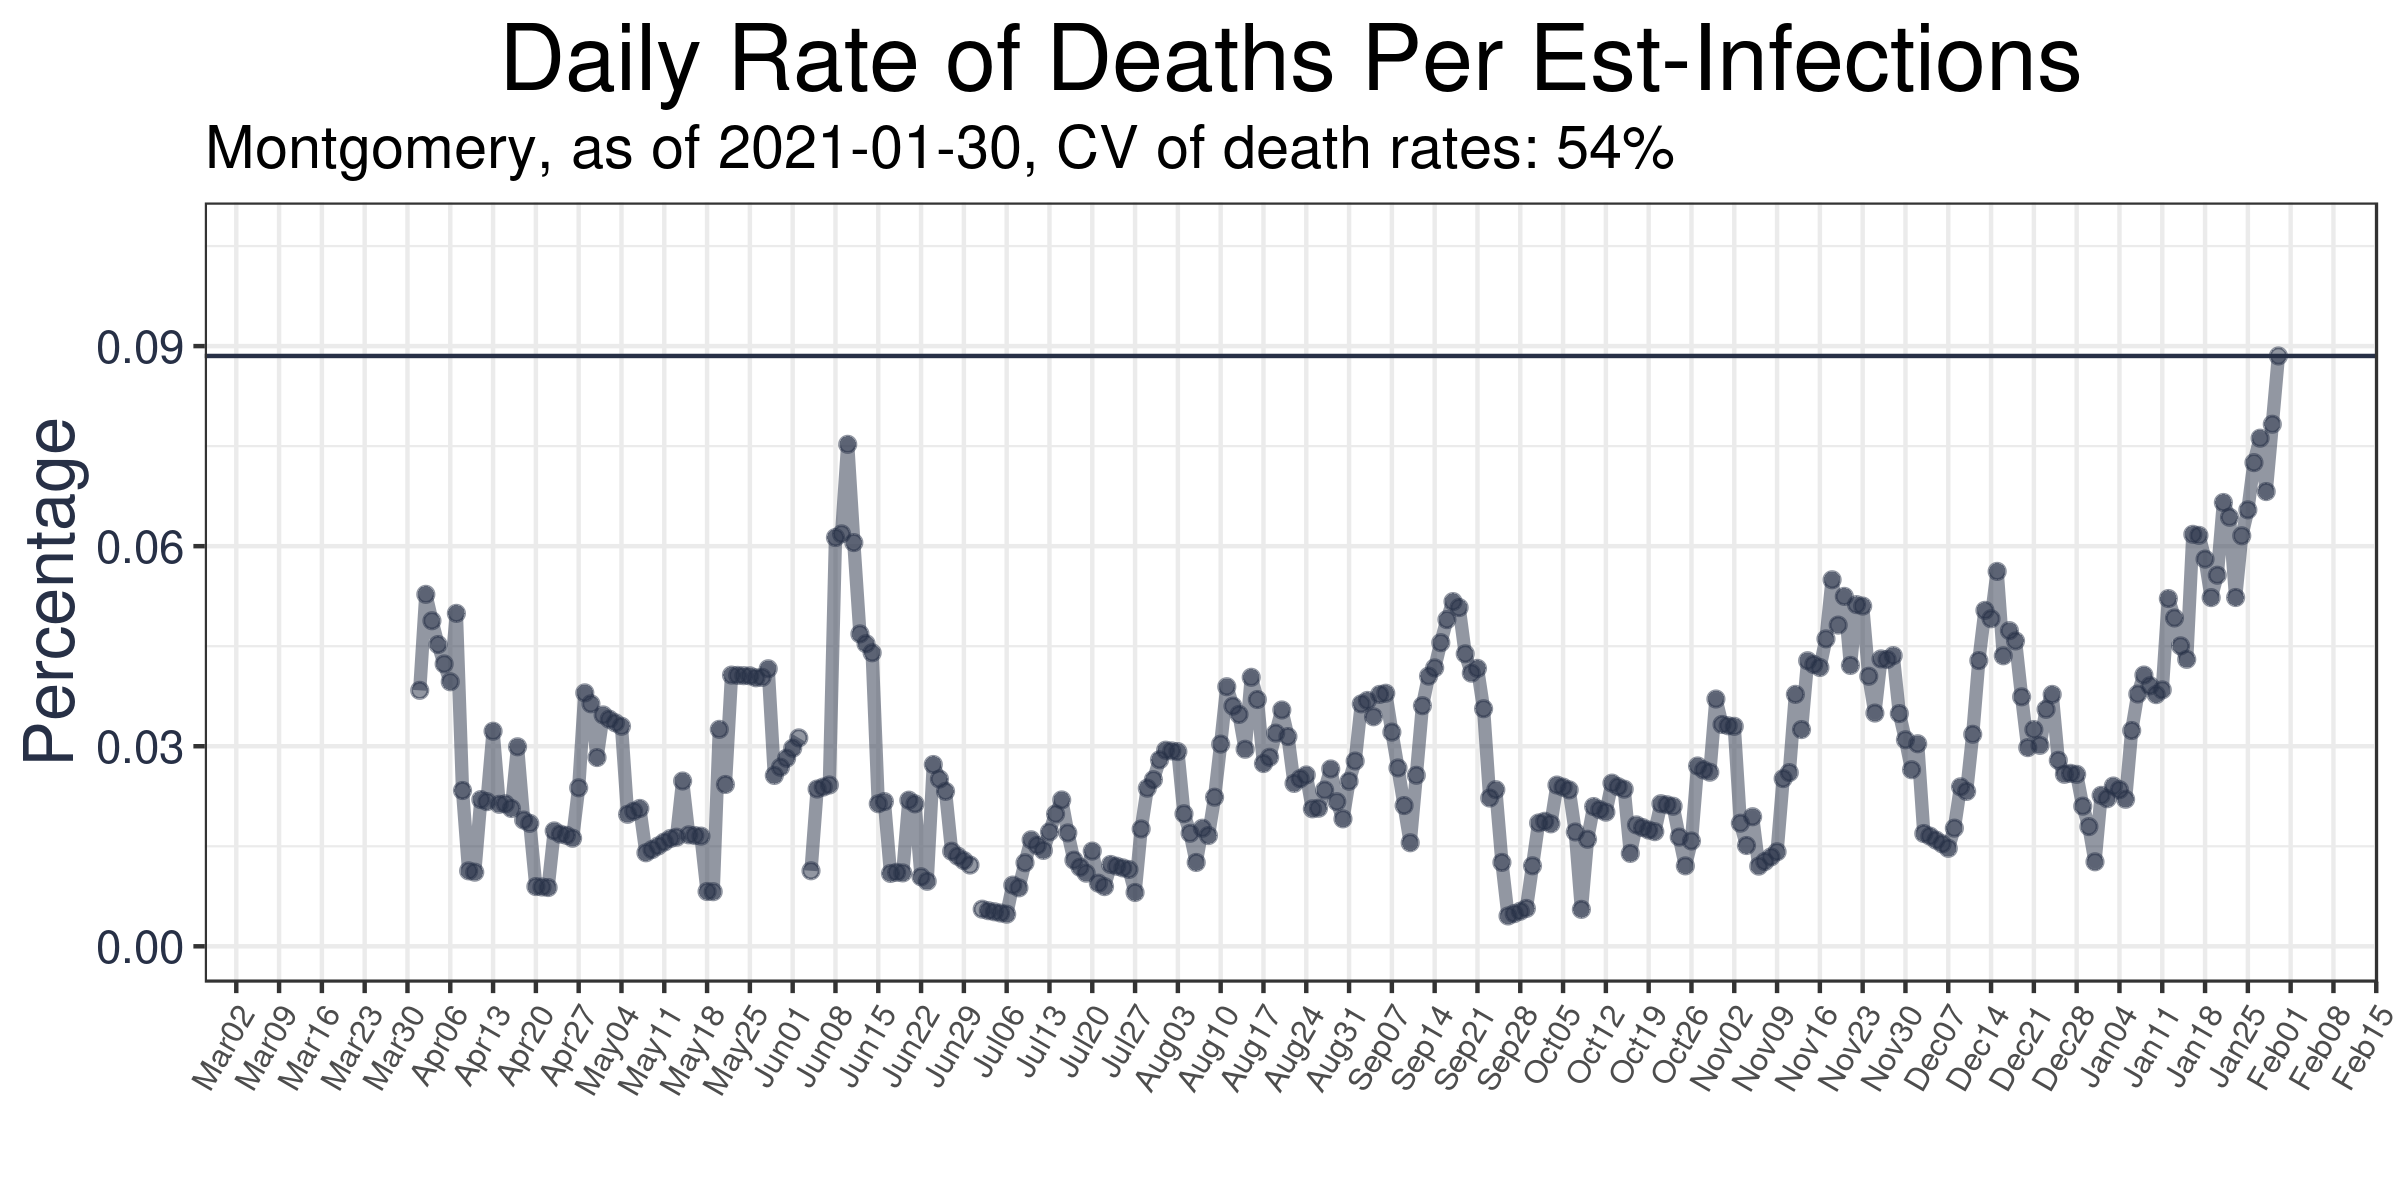 Daily Rate of Deaths Per Est-Infections
Montgomery, as of 2021-01-30, CV of death rates: 54%
Percentage
0.09
0.06
0.03
0.00
Mar02
Mar09
Mar16
Mar23
Mar30
Apr06
Apr13
Apr20
Apr27
May04
May11
May18
May25
Jun01
Jun08
Jun15
Jun22
Jun29
Jul06
Jul13
Jul20
Jul27
Aug03
Aug10
Aug17
Aug24
Aug31
Sep07
Sep14
Sep21
Sep28
Oct05
Oct12
Oct19
Oct26
Nov02
Nov09
Nov16
Nov23
Nov30
Dec07
Dec14
Dec21
Dec28
Jan04
Jan11
Jan18
Jan25
Feb01
Feb08
Feb15